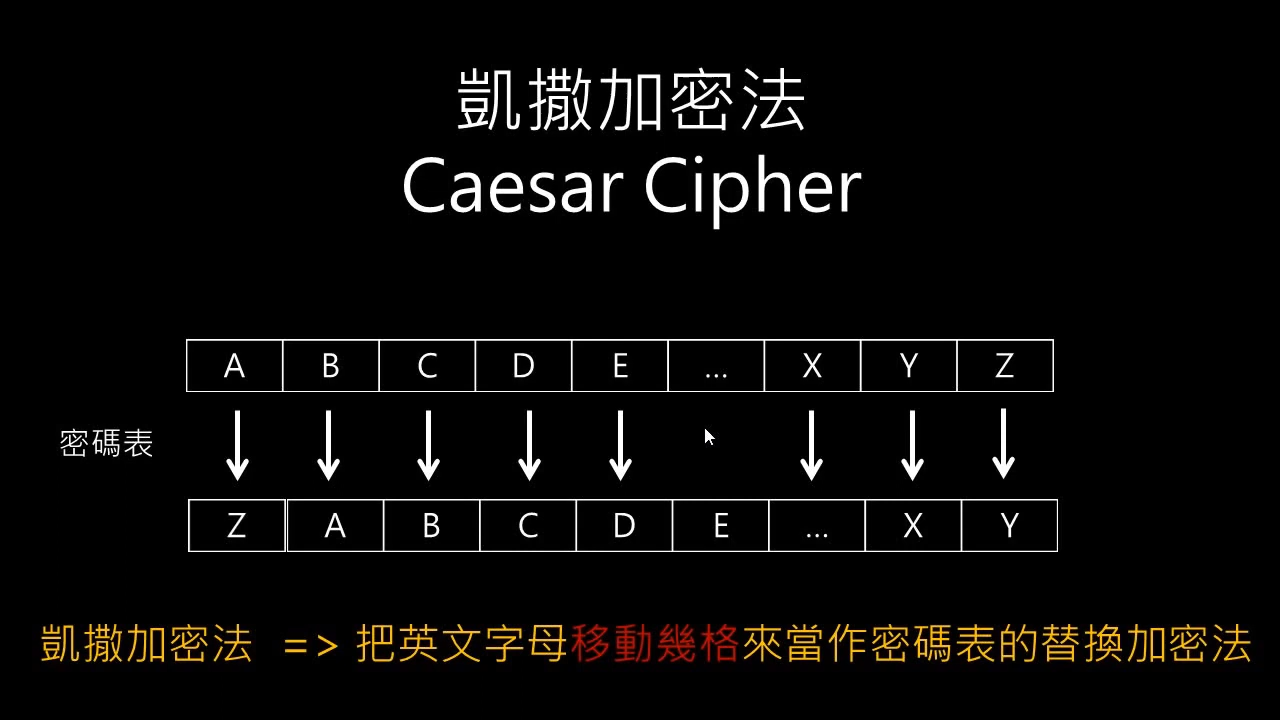 凱撒加密法
Caesar Cipher
A B C D E ... X Y Z
密碼表
Z A B C D E ... X Y
凱撒加密法 => 把英文字母移動幾格來當作密碼表的替換加密法